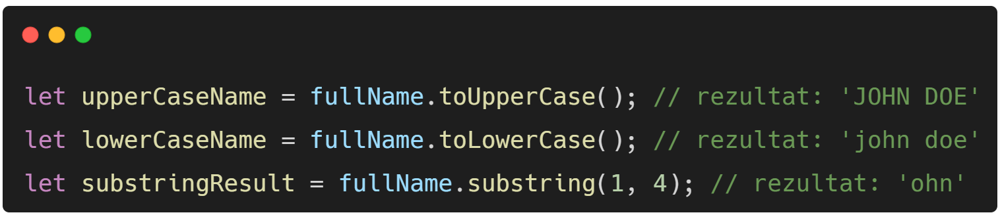 let upperCaseName = fullName.toUpperCase(); // rezultat: 'JOHN DOE'
let lowerCaseName = fullName.toLowerCase(); // rezultat: 'john doe'
let substringResult = fullName.substring(1, 4); // rezultat: 'ohn'